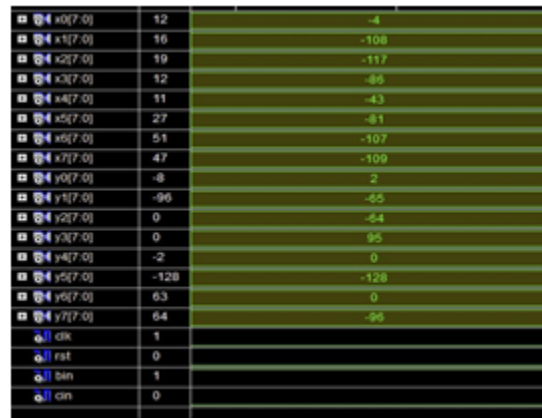 x0[7:0] 12 -4
x1[7:0] 16 -108
x2[7:0] 19 -117
x3[7:0] 12 -86
x4[7:0] 11 -43
x5[7:0] 27 -81
x6[7:0] 51 -107
x7[7:0] 47 -109
y0[7:0] -8 2
y1[7:0] -96 -65
y2[7:0] 0 -64
y3[7:0] 0 95
y4[7:0] -2 0
y5[7:0] -128 -128
y6[7:0] 63 0
y7[7:0] 64 -96
clk 1
rst 0
bin 1
cin 0